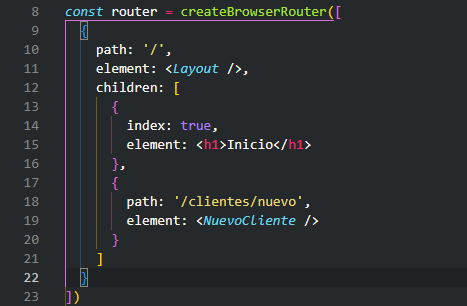 8 const router = createBrowserRouter([
9 {
10 path: '/',
11 element: <Layout />,
12 children: [
13 {
14 index: true,
15 element: <h1>Inicio</h1>
16 },
17 {
18 path: '/clientes/nuevo',
19 element: <NuevoCliente />
20 }
21 ]
22 }
23 ])